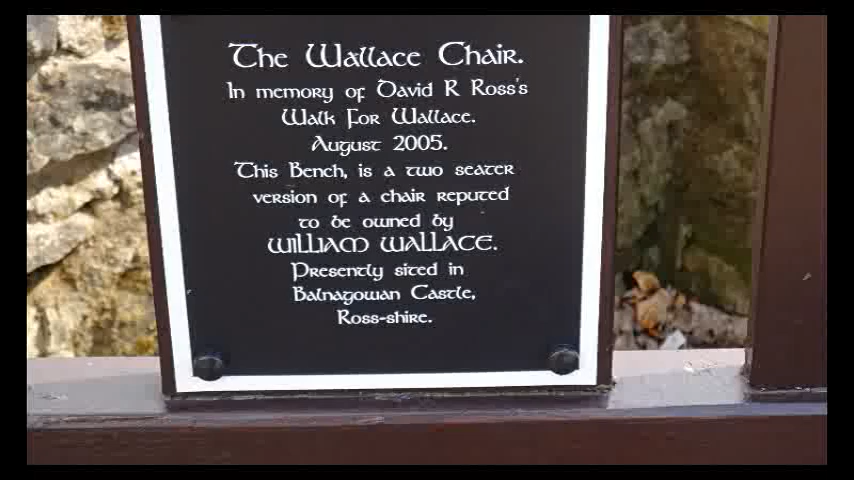 The Wallace Chair.
In memory of David R Ross's
Walk For Wallace.
August 2005.
This Bench, is a two seater
version of a chair reputed
to be owned by
WILLIAM WALLACE.
Presently sited in
Balnagowan Castle,
Ross-shire.